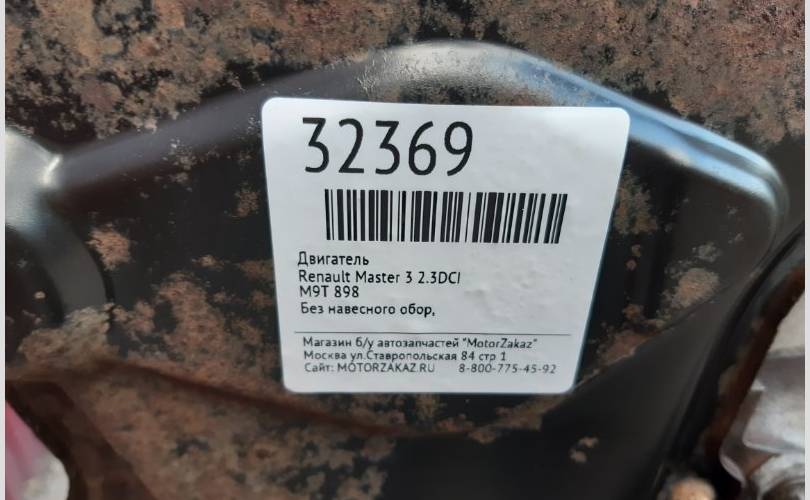 32369
Двигатель
Renault Master 3 2.3DCI
M9T 898
Без навесного обор,
Магазин б/у автозапчастей "MotorZakaz"
Москва ул.Ставропольская 84 стр 1
Сайт: MOTORZAKAZ.RU 8-800-775-45-92